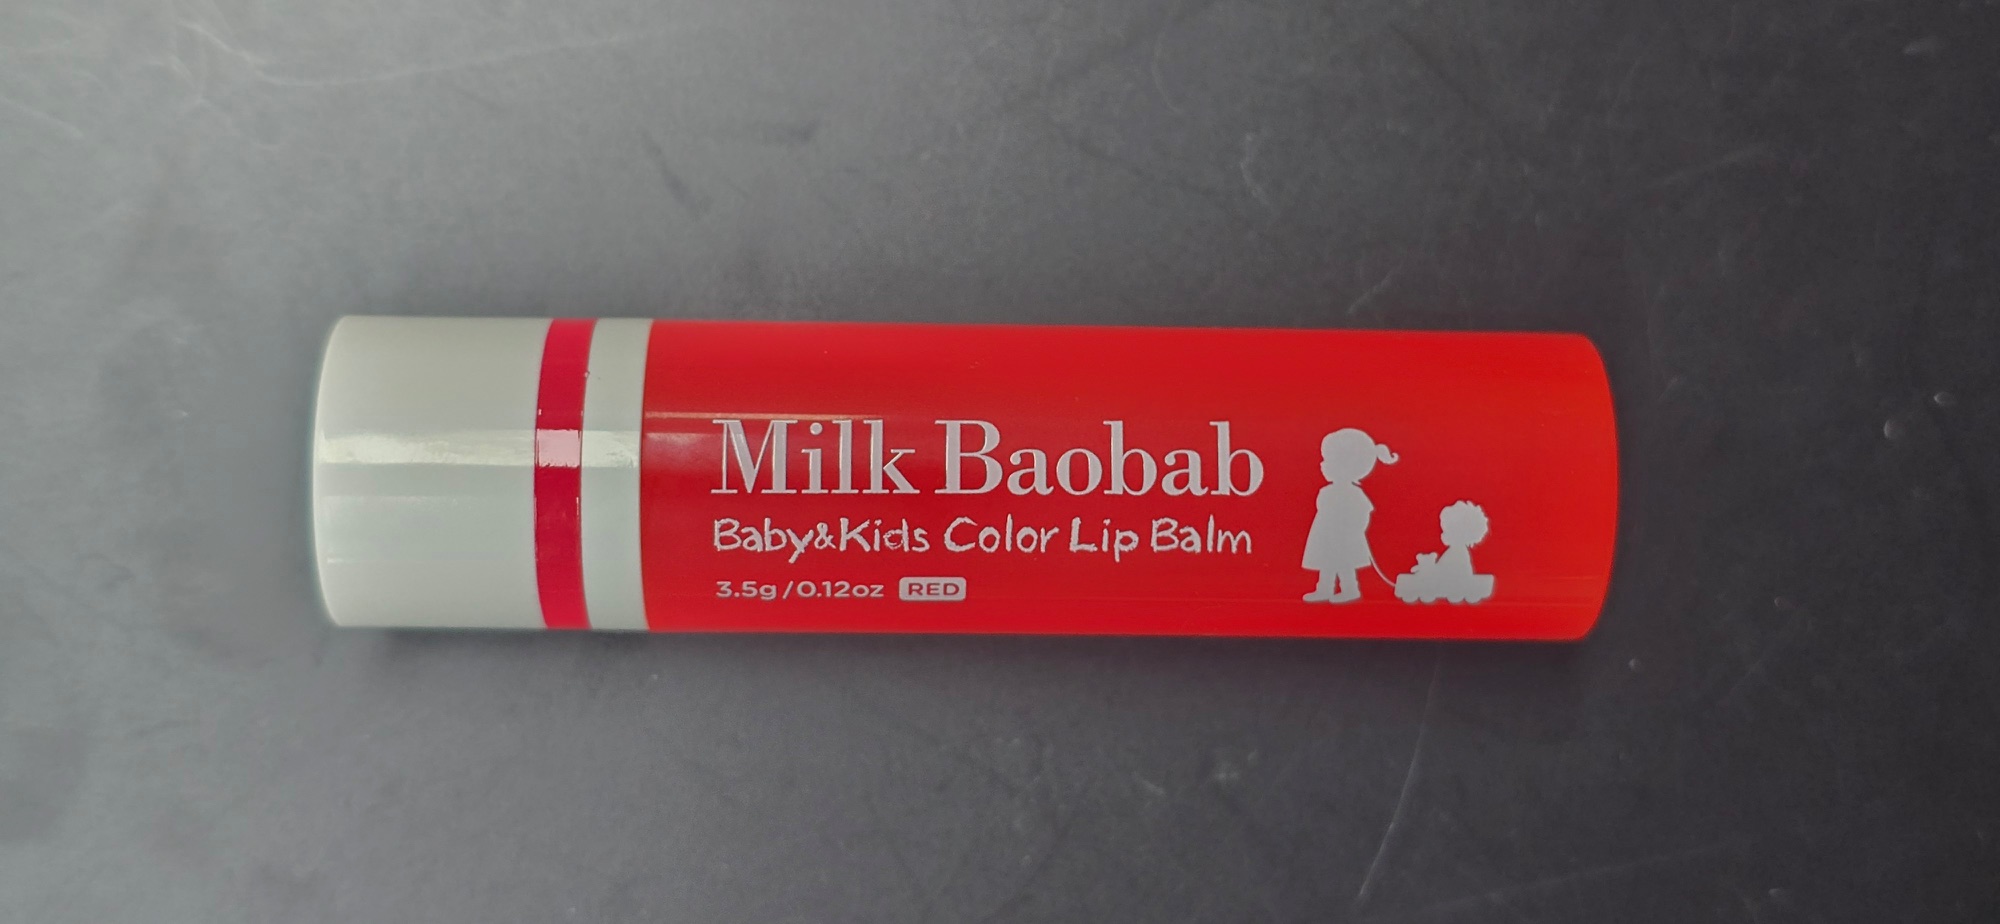 Milk Baobab
Baby&Kids Color Lip Balm
3.5g/0.12oz RED